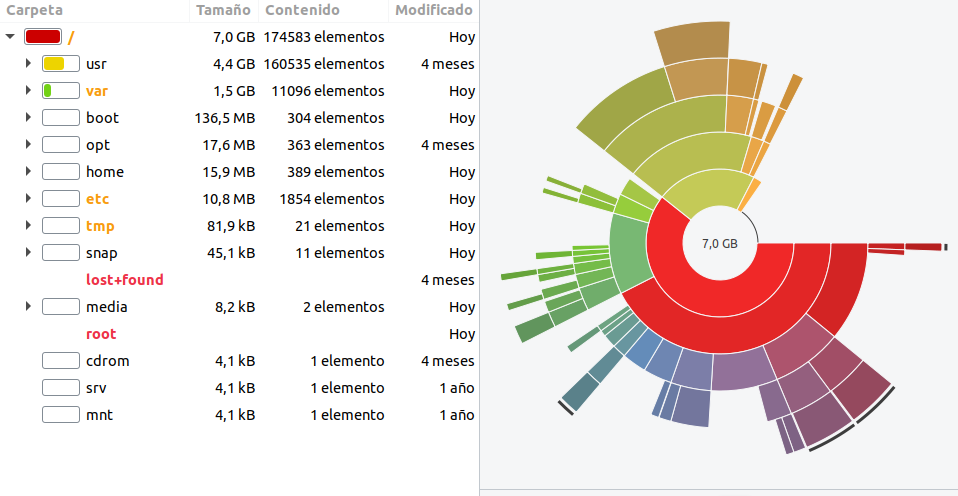 Carpeta Tamaño Contenido Modificado
/ 7,0 GB 174583 elementos Hoy
usr 4,4 GB 160535 elementos 4 meses
var 1,5 GB 11096 elementos Hoy
boot 136,5 MB 304 elementos Hoy
opt 17,6 MB 363 elementos 4 meses
home 15,9 MB 389 elementos Hoy
etc 10,8 MB 1854 elementos Hoy
tmp 81,9 kB 21 elementos Hoy
snap 45,1 kB 11 elementos Hoy
lost+found 4 meses
media 8,2 kB 2 elementos Hoy
root Hoy
cdrom 4,1 kB 1 elemento 4 meses
srv 4,1 kB 1 elemento 1 año
mnt 4,1 kB 1 elemento 1 año
7,0 GB